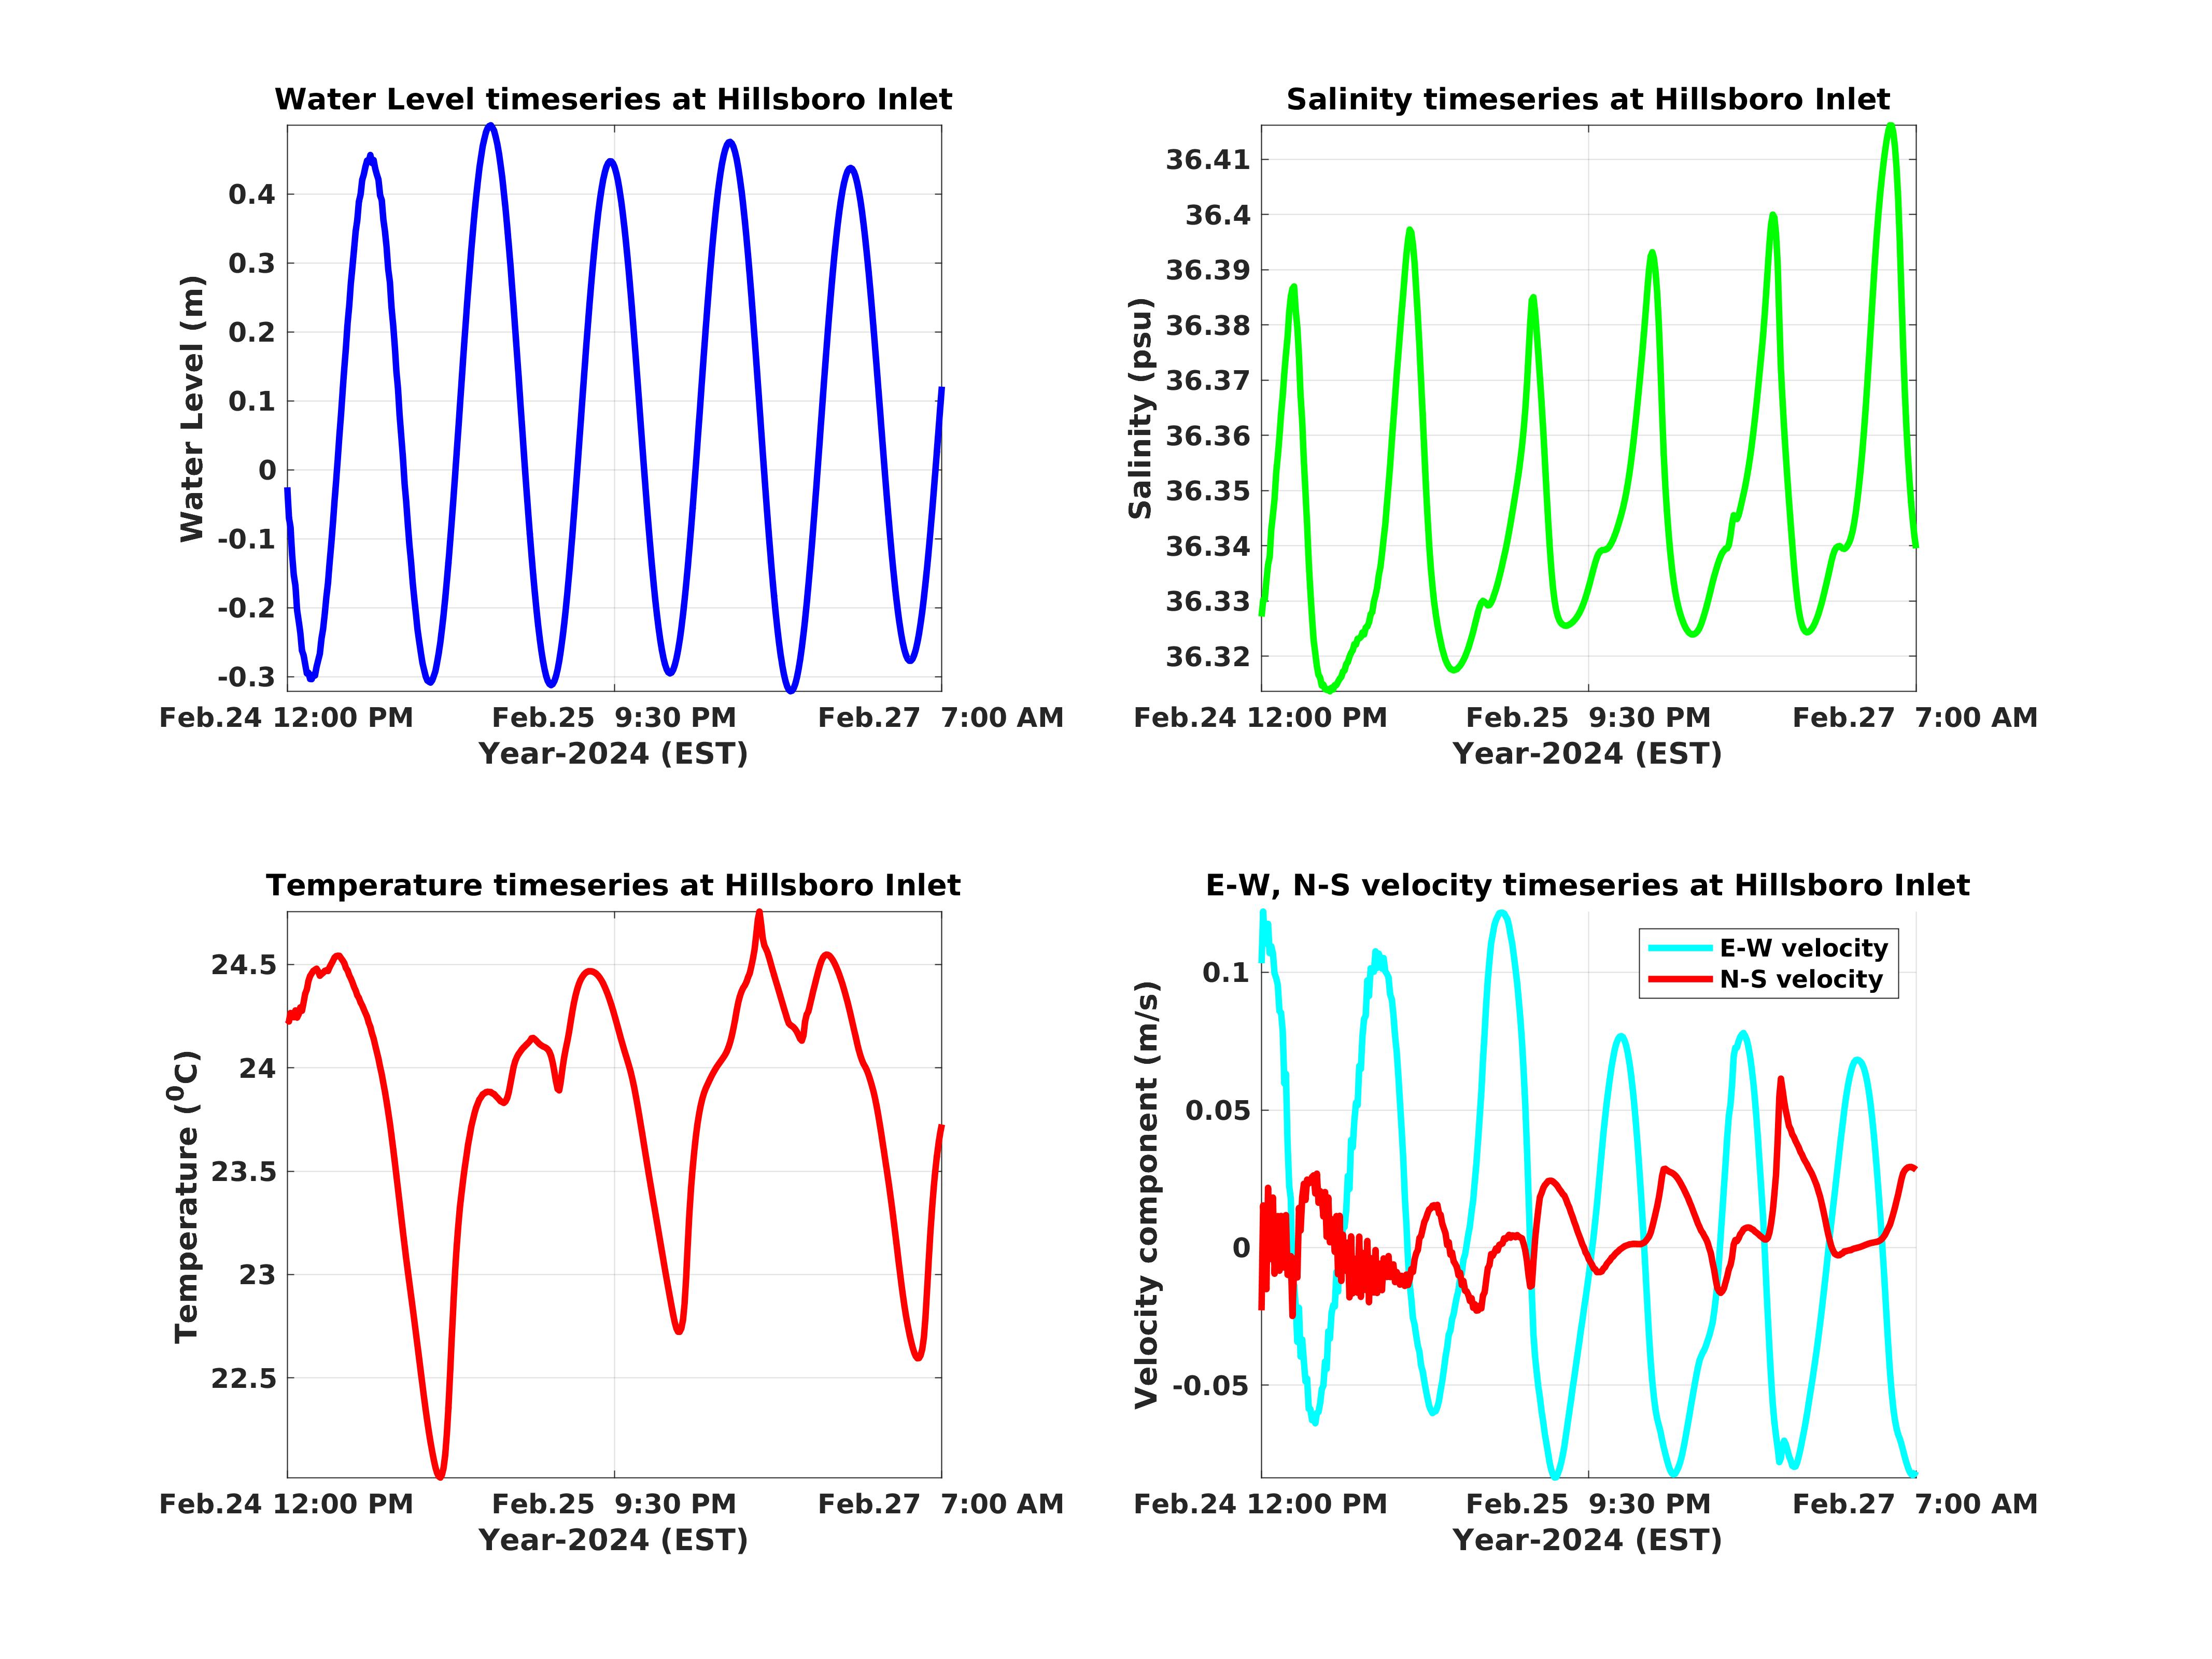 Water Level timeseries at Hillsboro Inlet
Water Level (m)
0.4
0.3
0.2
0.1
0
-0.1
-0.2
-0.3
Feb.24 12:00 PM Feb.25 9:30 PM Feb.27 7:00 AM
Year-2024 (EST)
Salinity timeseries at Hillsboro Inlet
Salinity (psu)
36.41
36.4
36.39
36.38
36.37
36.36
36.35
36.34
36.33
36.32
Feb.24 12:00 PM Feb.25 9:30 PM Feb.27 7:00 AM
Year-2024 (EST)
Temperature timeseries at Hillsboro Inlet
Temperature (⁰C)
24.5
24
23.5
23
22.5
Feb.24 12:00 PM Feb.25 9:30 PM Feb.27 7:00 AM
Year-2024 (EST)
E-W, N-S velocity timeseries at Hillsboro Inlet
Velocity component (m/s)
0.1
0.05
0
-0.05
E-W velocity
N-S velocity
Feb.24 12:00 PM Feb.25 9:30 PM Feb.27 7:00 AM
Year-2024 (EST)